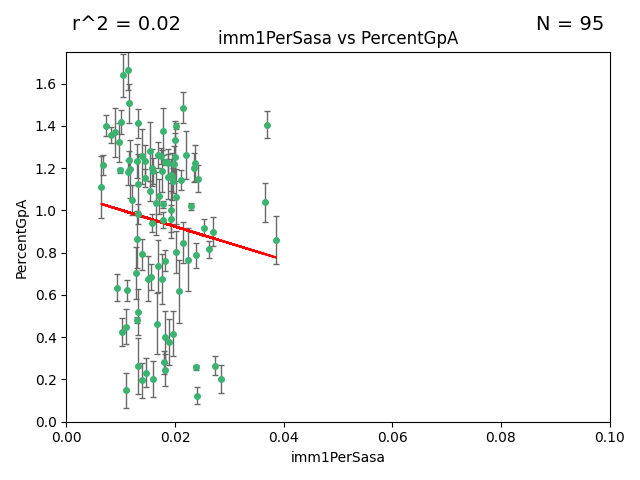 r^2 = 0.02
N = 95
imm1PerSasa vs PercentGpA
PercentGpA
1.6
1.4
1.2
1.0
0.8
0.6
0.4
0.2
0.0
0.00 0.02 0.04 0.06 0.08 0.10
imm1PerSasa